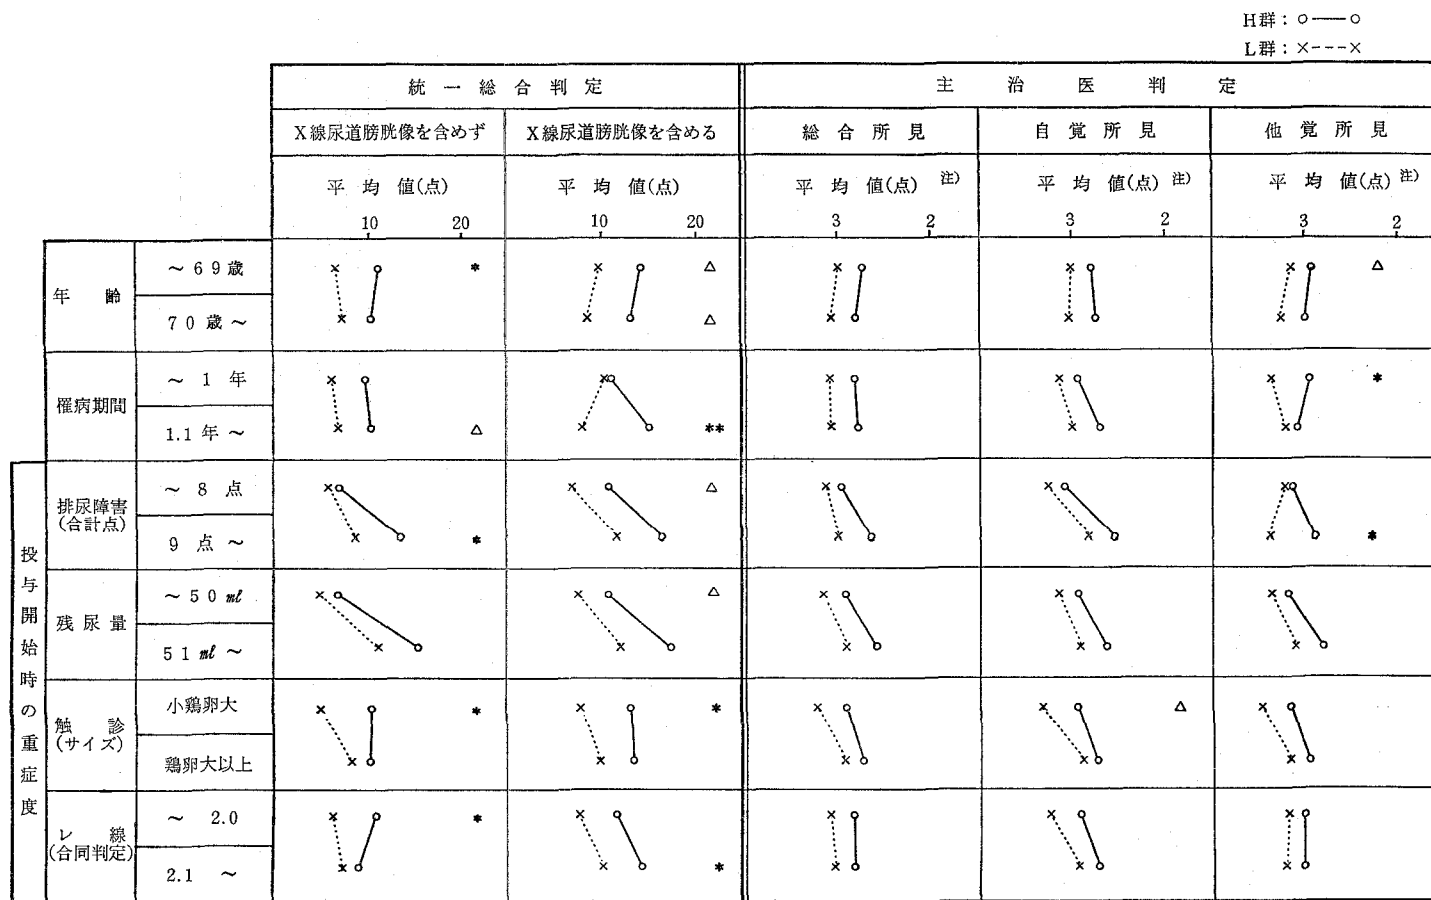 H群：○――○
L群：×---×
統一総合判定
主治医判定
X線尿道膀胱像を含めず
X線尿道膀胱像を含める
総合所見
自覚所見
他覚所見
平均値(点)
平均値(点)
平均値(点) 注)
平均値(点) 注)
平均値(点) 注)
10 20
10 20
3 2
3 2
3 2
年齢
～69歳
* △ △ △
70歳～
△
罹病期間
～1年
*
1.1年～
△ **
投与開始時の重症度
排尿障害
(合計点)
～8点
△
9点～
* *
残尿量
～50ml
△
51ml～
触診
(サイズ)
小鶏卵大
* * △
鶏卵大以上
レ線
(合同判定)
～2.0
*
2.1～
*